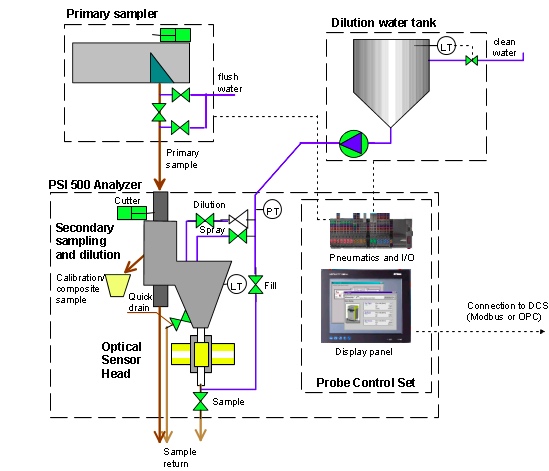 Primary sampler
Dilution water tank
LT
clean
water
flush
water
Primary
sample
PSI 500 Analyzer
Cutter
Dilution
PT
Spray
Secondary
sampling
and dilution
Pneumatics and I/O
Calibration/
composite
sample
LT
Fill
Quick
drain
Connection to DCS
(Modbus or OPC)
Optical
Sensor
Head
Display panel
Probe Control Set
Sample
Sample
return